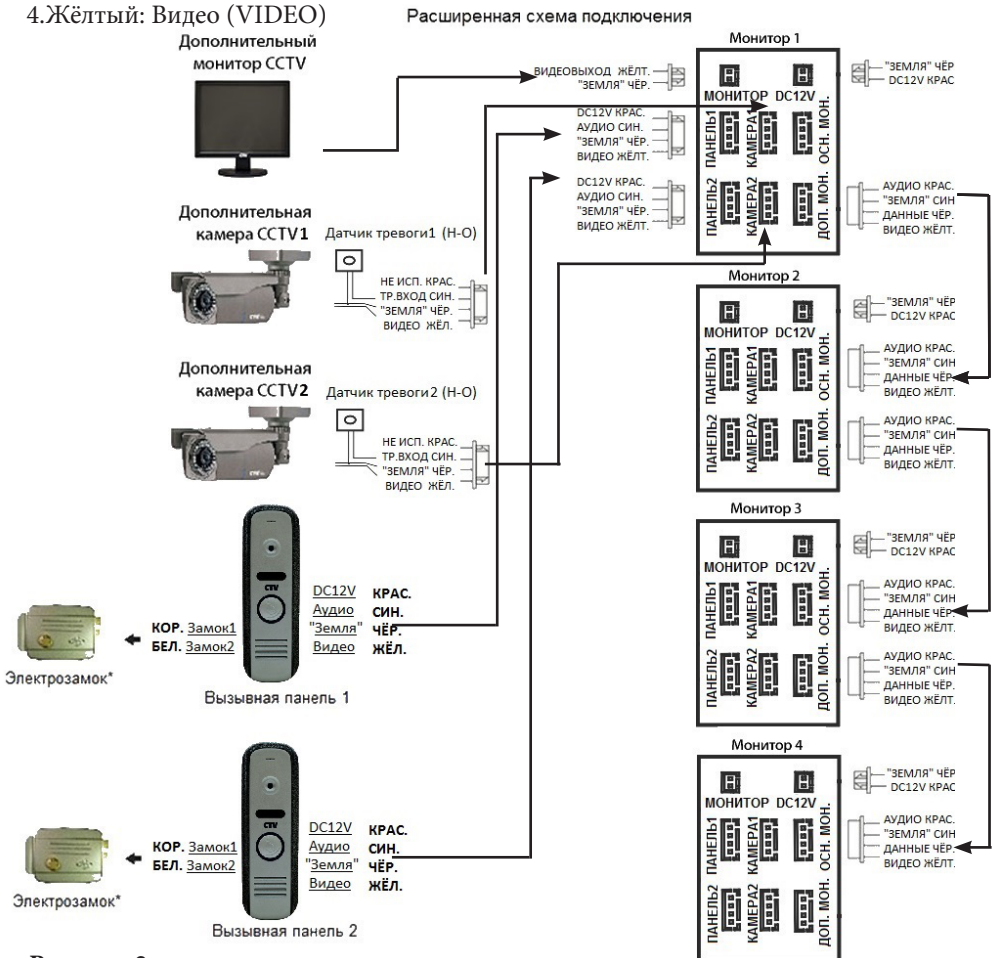 4.Жёлтый: Видео (VIDEO)
Расширенная схема подключения
Дополнительный
монитор CCTV
ВИДЕОВЫХОД ЖЁЛТ.
"ЗЕМЛЯ" ЧЁР.
DC12V КРАС.
АУДИО СИН.
"ЗЕМЛЯ" ЧЁР.
ВИДЕО ЖЁЛТ.
DC12V КРАС.
АУДИО СИН.
"ЗЕМЛЯ" ЧЁР.
ВИДЕО ЖЁЛТ.
Монитор 1
МОНИТОР DC12V
ПАНЕЛЬ1
КАМЕРА1
ОСН. МОН.
ПАНЕЛЬ2
КАМЕРА2
ДОП. МОН.
"ЗЕМЛЯ" ЧЁР
DC12V КРАС
АУДИО КРАС.
"ЗЕМЛЯ" СИН
ДАННЫЕ ЧЁР.
ВИДЕО ЖЁЛТ.
Дополнительная
камера CCTV1
Датчик тревоги1 (Н-О)
НЕ ИСП. КРАС.
ТР.ВХОД СИН.
"ЗЕМЛЯ" ЧЁР.
ВИДЕО ЖЁЛ.
Монитор 2
МОНИТОР DC12V
ПАНЕЛЬ1
КАМЕРА1
ОСН. МОН.
ПАНЕЛЬ2
КАМЕРА2
ДОП. МОН.
"ЗЕМЛЯ" ЧЁР
DC12V КРАС
АУДИО КРАС.
"ЗЕМЛЯ" СИН
ДАННЫЕ ЧЁР.
ВИДЕО ЖЁЛТ.
АУДИО КРАС.
"ЗЕМЛЯ" СИН
ДАННЫЕ ЧЁР.
ВИДЕО ЖЁЛТ.
Дополнительная
камера CCTV2
Датчик тревоги2 (Н-О)
НЕ ИСП. КРАС.
ТР.ВХОД СИН.
"ЗЕМЛЯ" ЧЁР.
ВИДЕО ЖЁЛ.
Монитор 3
МОНИТОР DC12V
ПАНЕЛЬ1
КАМЕРА1
ОСН. МОН.
ПАНЕЛЬ2
КАМЕРА2
ДОП. МОН.
"ЗЕМЛЯ" ЧЁР
DC12V КРАС
АУДИО КРАС.
"ЗЕМЛЯ" СИН
ДАННЫЕ ЧЁР
ВИДЕО ЖЁЛТ.
АУДИО КРАС.
"ЗЕМЛЯ" СИН
ДАННЫЕ ЧЁР.
ВИДЕО ЖЁЛТ.
CTV
DC12V КРАС.
Аудио СИН.
"Земля" ЧЁР.
Видео ЖЁЛ.
КОР. Замок1
БЕЛ. Замок2
Электрозамок*
Вызывная панель 1
Монитор 4
МОНИТОР DC12V
ПАНЕЛЬ1
КАМЕРА1
ОСН. МОН.
ПАНЕЛЬ2
КАМЕРА2
ДОП. МОН.
"ЗЕМЛЯ" ЧЁР
DC12V КРАС
АУДИО КРАС.
"ЗЕМЛЯ" СИН
ДАННЫЕ ЧЁР.
ВИДЕО ЖЁЛТ.
CTV
DC12V КРАС.
Аудио СИН.
"Земля" ЧЁР.
Видео ЖЁЛ.
КОР. Замок1
БЕЛ. Замок2
Электрозамок*
Вызывная панель 2